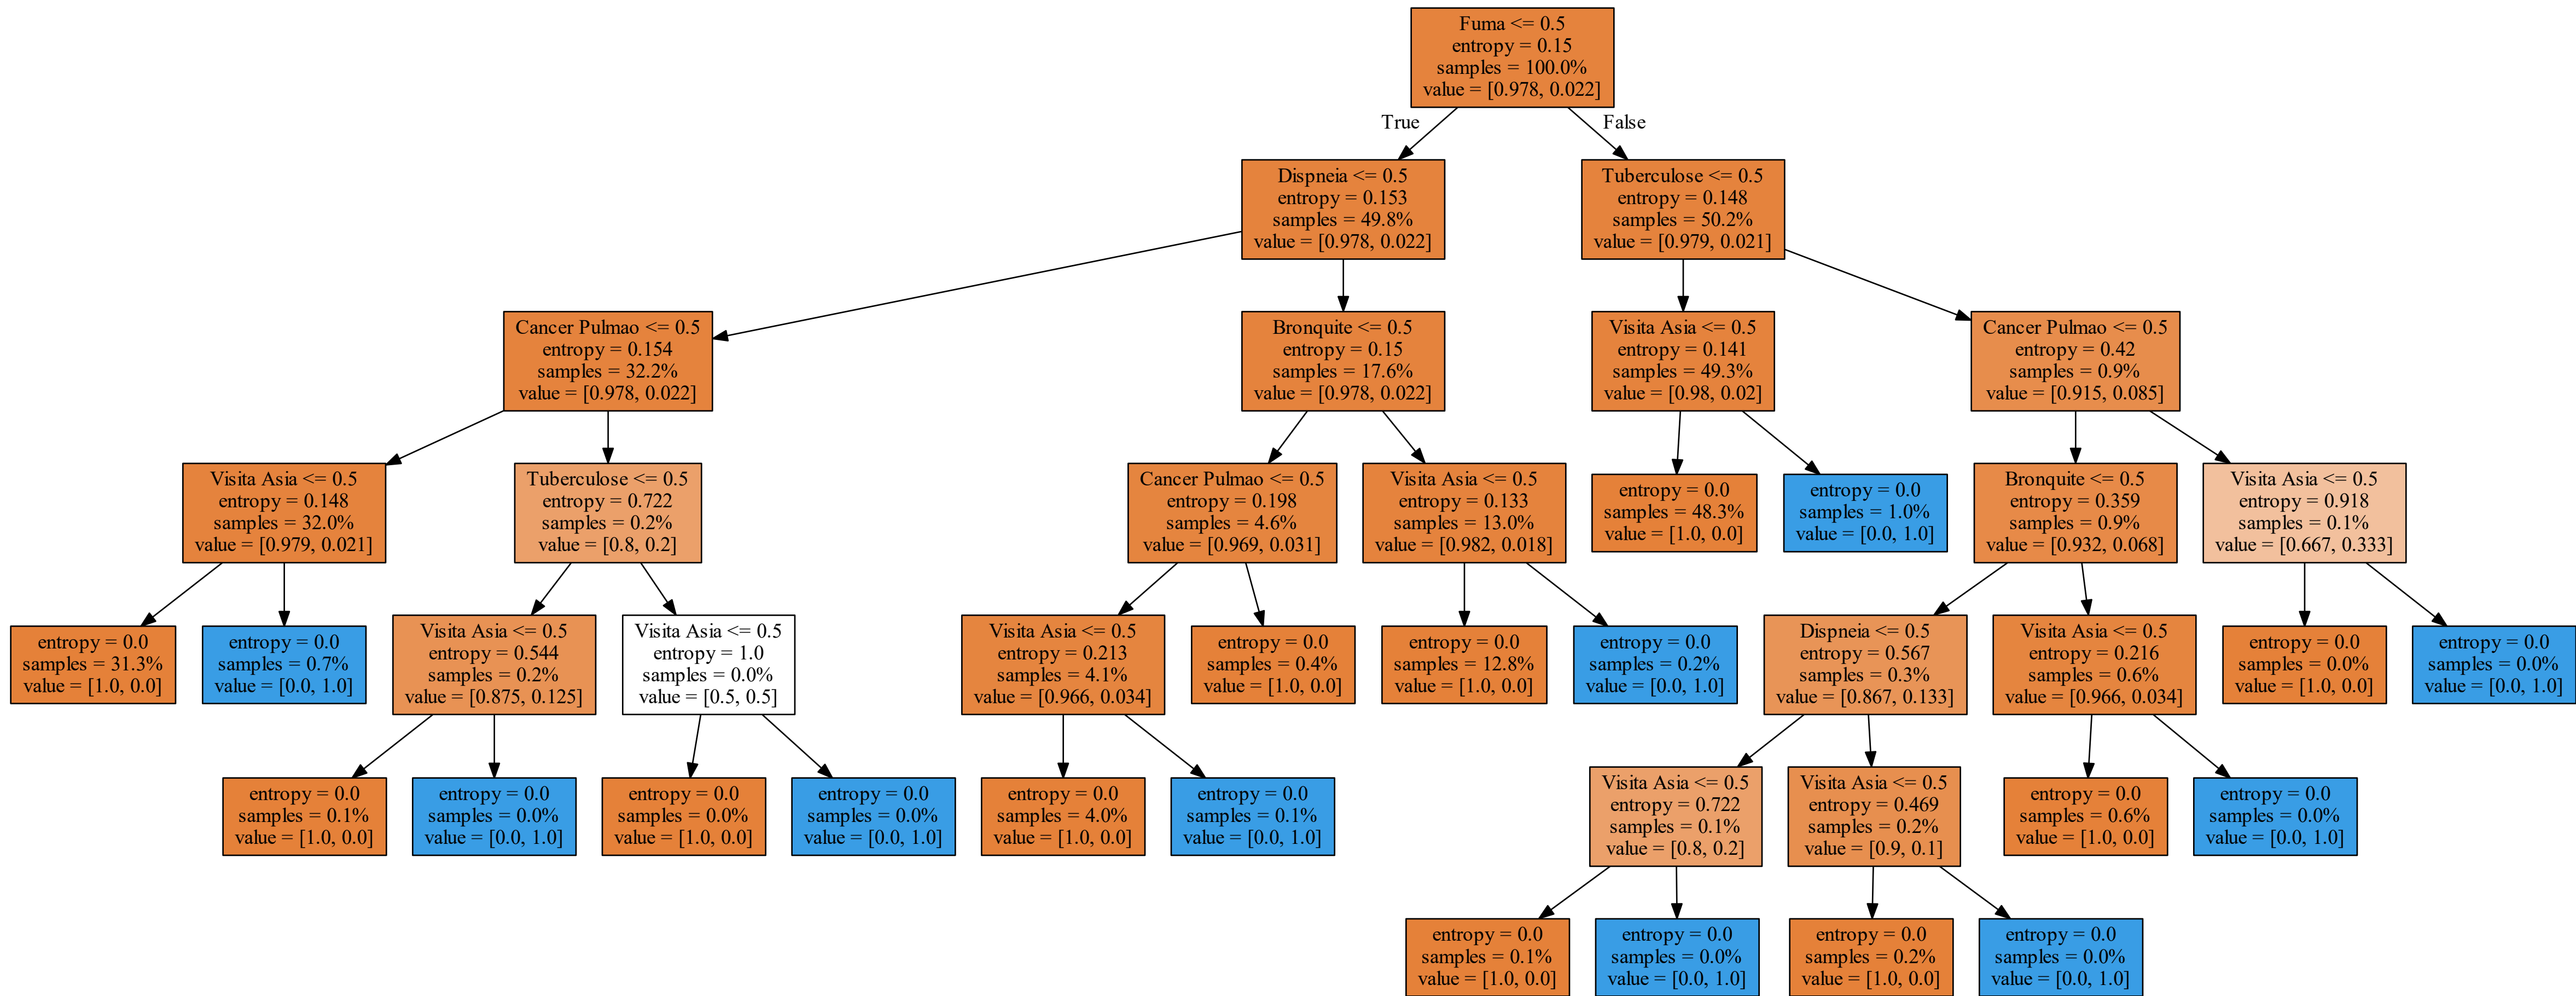 Fuma <= 0.5
entropy = 0.15
samples = 100.0%
value = [0.978, 0.022]
True
False
Dispneia <= 0.5
entropy = 0.153
samples = 49.8%
value = [0.978, 0.022]
Tuberculose <= 0.5
entropy = 0.148
samples = 50.2%
value = [0.979, 0.021]
Cancer Pulmao <= 0.5
entropy = 0.154
samples = 32.2%
value = [0.978, 0.022]
Bronquite <= 0.5
entropy = 0.15
samples = 17.6%
value = [0.978, 0.022]
Visita Asia <= 0.5
entropy = 0.141
samples = 49.3%
value = [0.98, 0.02]
Cancer Pulmao <= 0.5
entropy = 0.42
samples = 0.9%
value = [0.915, 0.085]
Visita Asia <= 0.5
entropy = 0.148
samples = 32.0%
value = [0.979, 0.021]
Tuberculose <= 0.5
entropy = 0.722
samples = 0.2%
value = [0.8, 0.2]
Cancer Pulmao <= 0.5
entropy = 0.198
samples = 4.6%
value = [0.969, 0.031]
Visita Asia <= 0.5
entropy = 0.133
samples = 13.0%
value = [0.982, 0.018]
entropy = 0.0
samples = 48.3%
value = [1.0, 0.0]
entropy = 0.0
samples = 1.0%
value = [0.0, 1.0]
Bronquite <= 0.5
entropy = 0.359
samples = 0.9%
value = [0.932, 0.068]
Visita Asia <= 0.5
entropy = 0.918
samples = 0.1%
value = [0.667, 0.333]
entropy = 0.0
samples = 31.3%
value = [1.0, 0.0]
entropy = 0.0
samples = 0.7%
value = [0.0, 1.0]
Visita Asia <= 0.5
entropy = 0.544
samples = 0.2%
value = [0.875, 0.125]
Visita Asia <= 0.5
entropy = 1.0
samples = 0.0%
value = [0.5, 0.5]
Visita Asia <= 0.5
entropy = 0.213
samples = 4.1%
value = [0.966, 0.034]
entropy = 0.0
samples = 0.4%
value = [1.0, 0.0]
entropy = 0.0
samples = 12.8%
value = [1.0, 0.0]
entropy = 0.0
samples = 0.2%
value = [0.0, 1.0]
Dispneia <= 0.5
entropy = 0.567
samples = 0.3%
value = [0.867, 0.133]
Visita Asia <= 0.5
entropy = 0.216
samples = 0.6%
value = [0.966, 0.034]
entropy = 0.0
samples = 0.0%
value = [1.0, 0.0]
entropy = 0.0
samples = 0.0%
value = [0.0, 1.0]
entropy = 0.0
samples = 0.1%
value = [1.0, 0.0]
entropy = 0.0
samples = 0.0%
value = [0.0, 1.0]
entropy = 0.0
samples = 0.0%
value = [1.0, 0.0]
entropy = 0.0
samples = 0.0%
value = [0.0, 1.0]
entropy = 0.0
samples = 4.0%
value = [1.0, 0.0]
entropy = 0.0
samples = 0.1%
value = [0.0, 1.0]
Visita Asia <= 0.5
entropy = 0.722
samples = 0.1%
value = [0.8, 0.2]
Visita Asia <= 0.5
entropy = 0.469
samples = 0.2%
value = [0.9, 0.1]
entropy = 0.0
samples = 0.6%
value = [1.0, 0.0]
entropy = 0.0
samples = 0.0%
value = [0.0, 1.0]
entropy = 0.0
samples = 0.1%
value = [1.0, 0.0]
entropy = 0.0
samples = 0.0%
value = [0.0, 1.0]
entropy = 0.0
samples = 0.2%
value = [1.0, 0.0]
entropy = 0.0
samples = 0.0%
value = [0.0, 1.0]